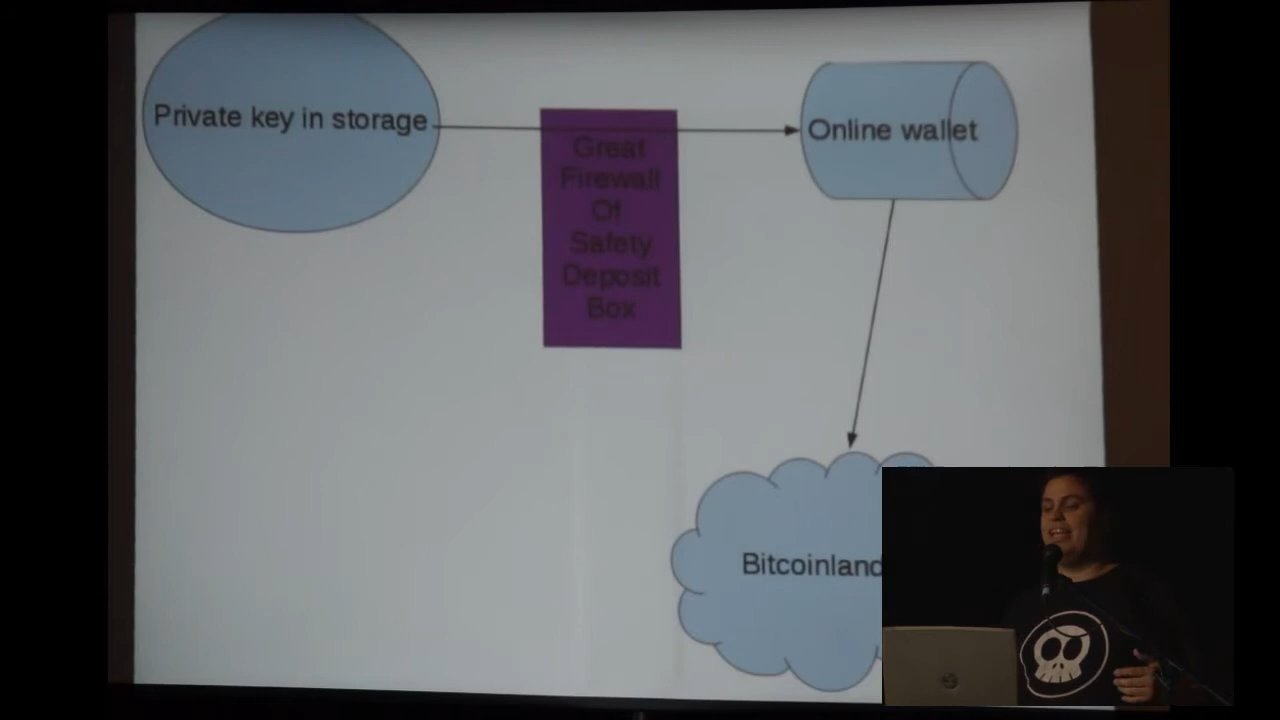 Private key in storage
Great
Firewall
Of
Safety
Deposit
Box
Online wallet
Bitcoinland